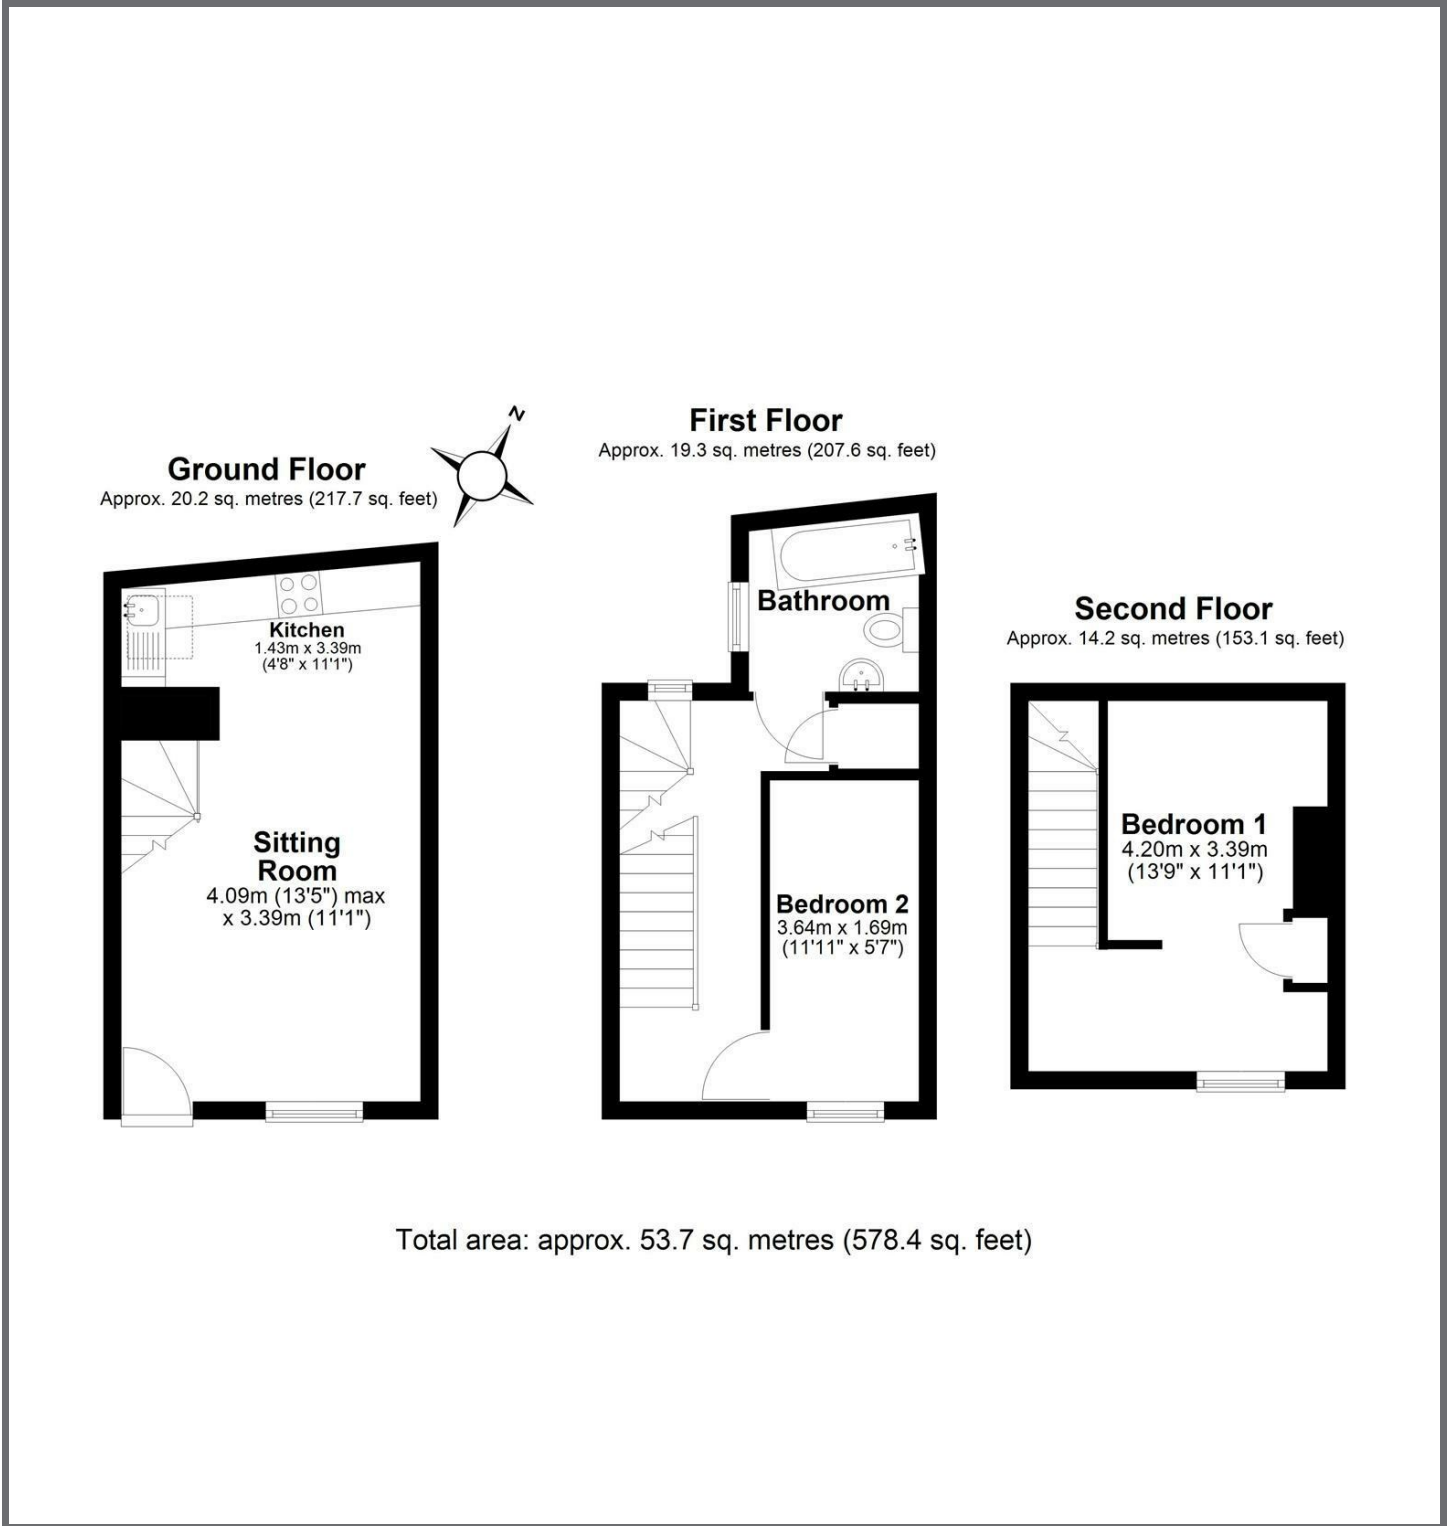 N
First Floor
Approx. 19.3 sq. metres (207.6 sq. feet)
Ground Floor
Approx. 20.2 sq. metres (217.7 sq. feet)
Bathroom
Second Floor
Approx. 14.2 sq. metres (153.1 sq. feet)
Kitchen
1.43m x 3.39m
(4'8" x 11'1")
Sitting
Room
4.09m (13'5") max
x 3.39m (11'1")
Bedroom 2
3.64m x 1.69m
(11'11" x 5'7")
Bedroom 1
4.20m x 3.39m
(13'9" x 11'1")
Total area: approx. 53.7 sq. metres (578.4 sq. feet)